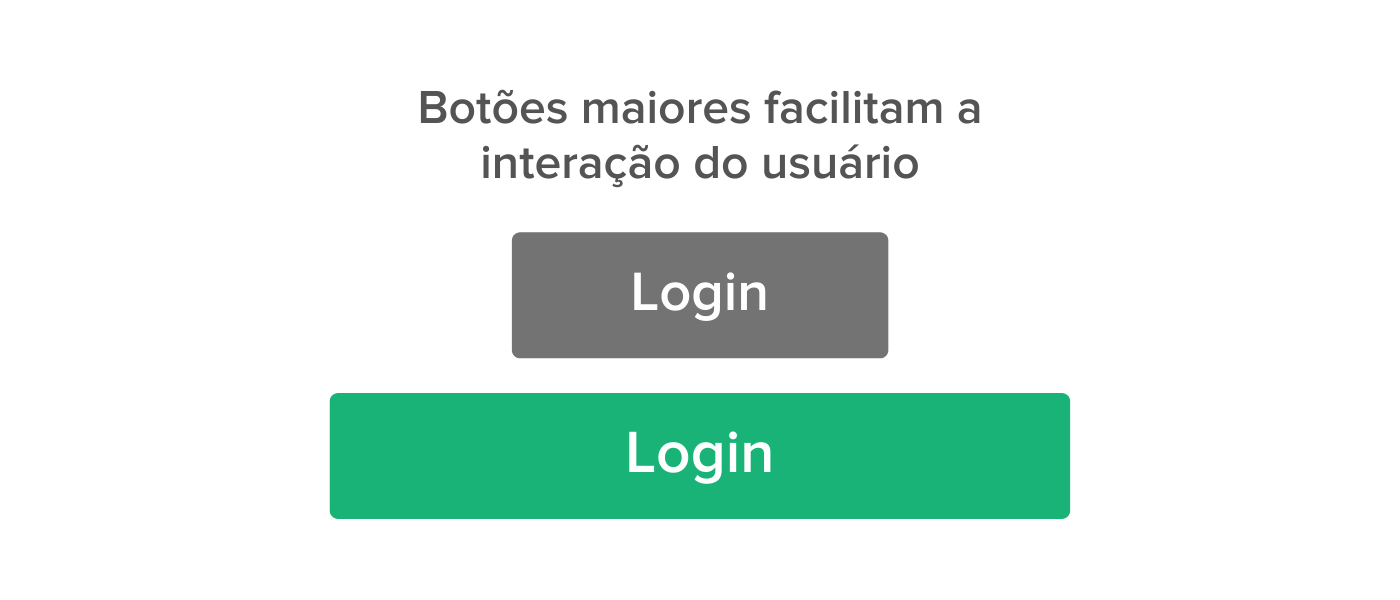 Botões maiores facilitam a
interação do usuário
Login
Login